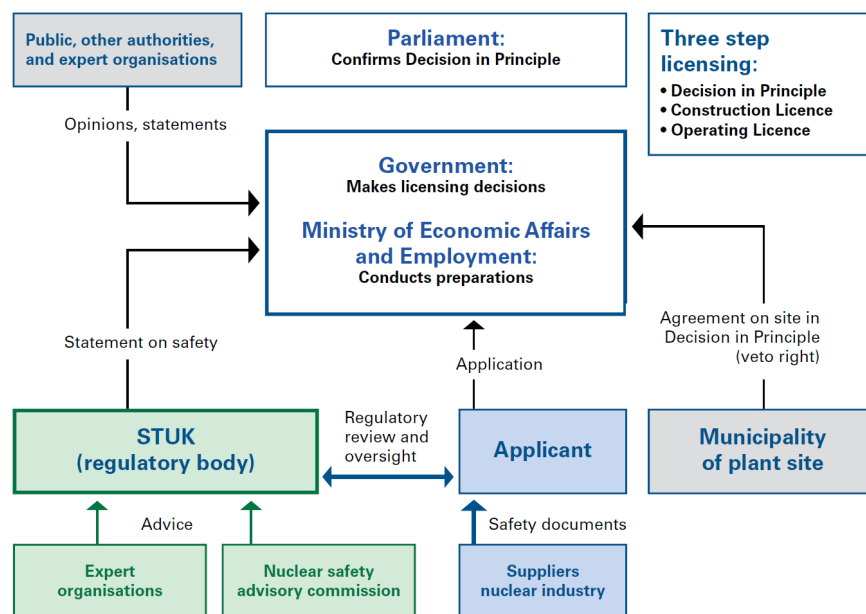 Public, other authorities,
and expert organisations
Parliament:
Confirms Decision in Principle
Three step
licensing:
• Decision in Principle
• Construction Licence
• Operating Licence
Opinions, statements
Government:
Makes licensing decisions
Ministry of Economic Affairs
and Employment:
Conducts preparations
Statement on safety
Application
Agreement on site in
Decision in Principle
(veto right)
STUK
(regulatory body)
Regulatory
review and
oversight
Applicant
Municipality
of plant site
Advice
Safety documents
Expert
organisations
Nuclear safety
advisory commission
Suppliers
nuclear industry